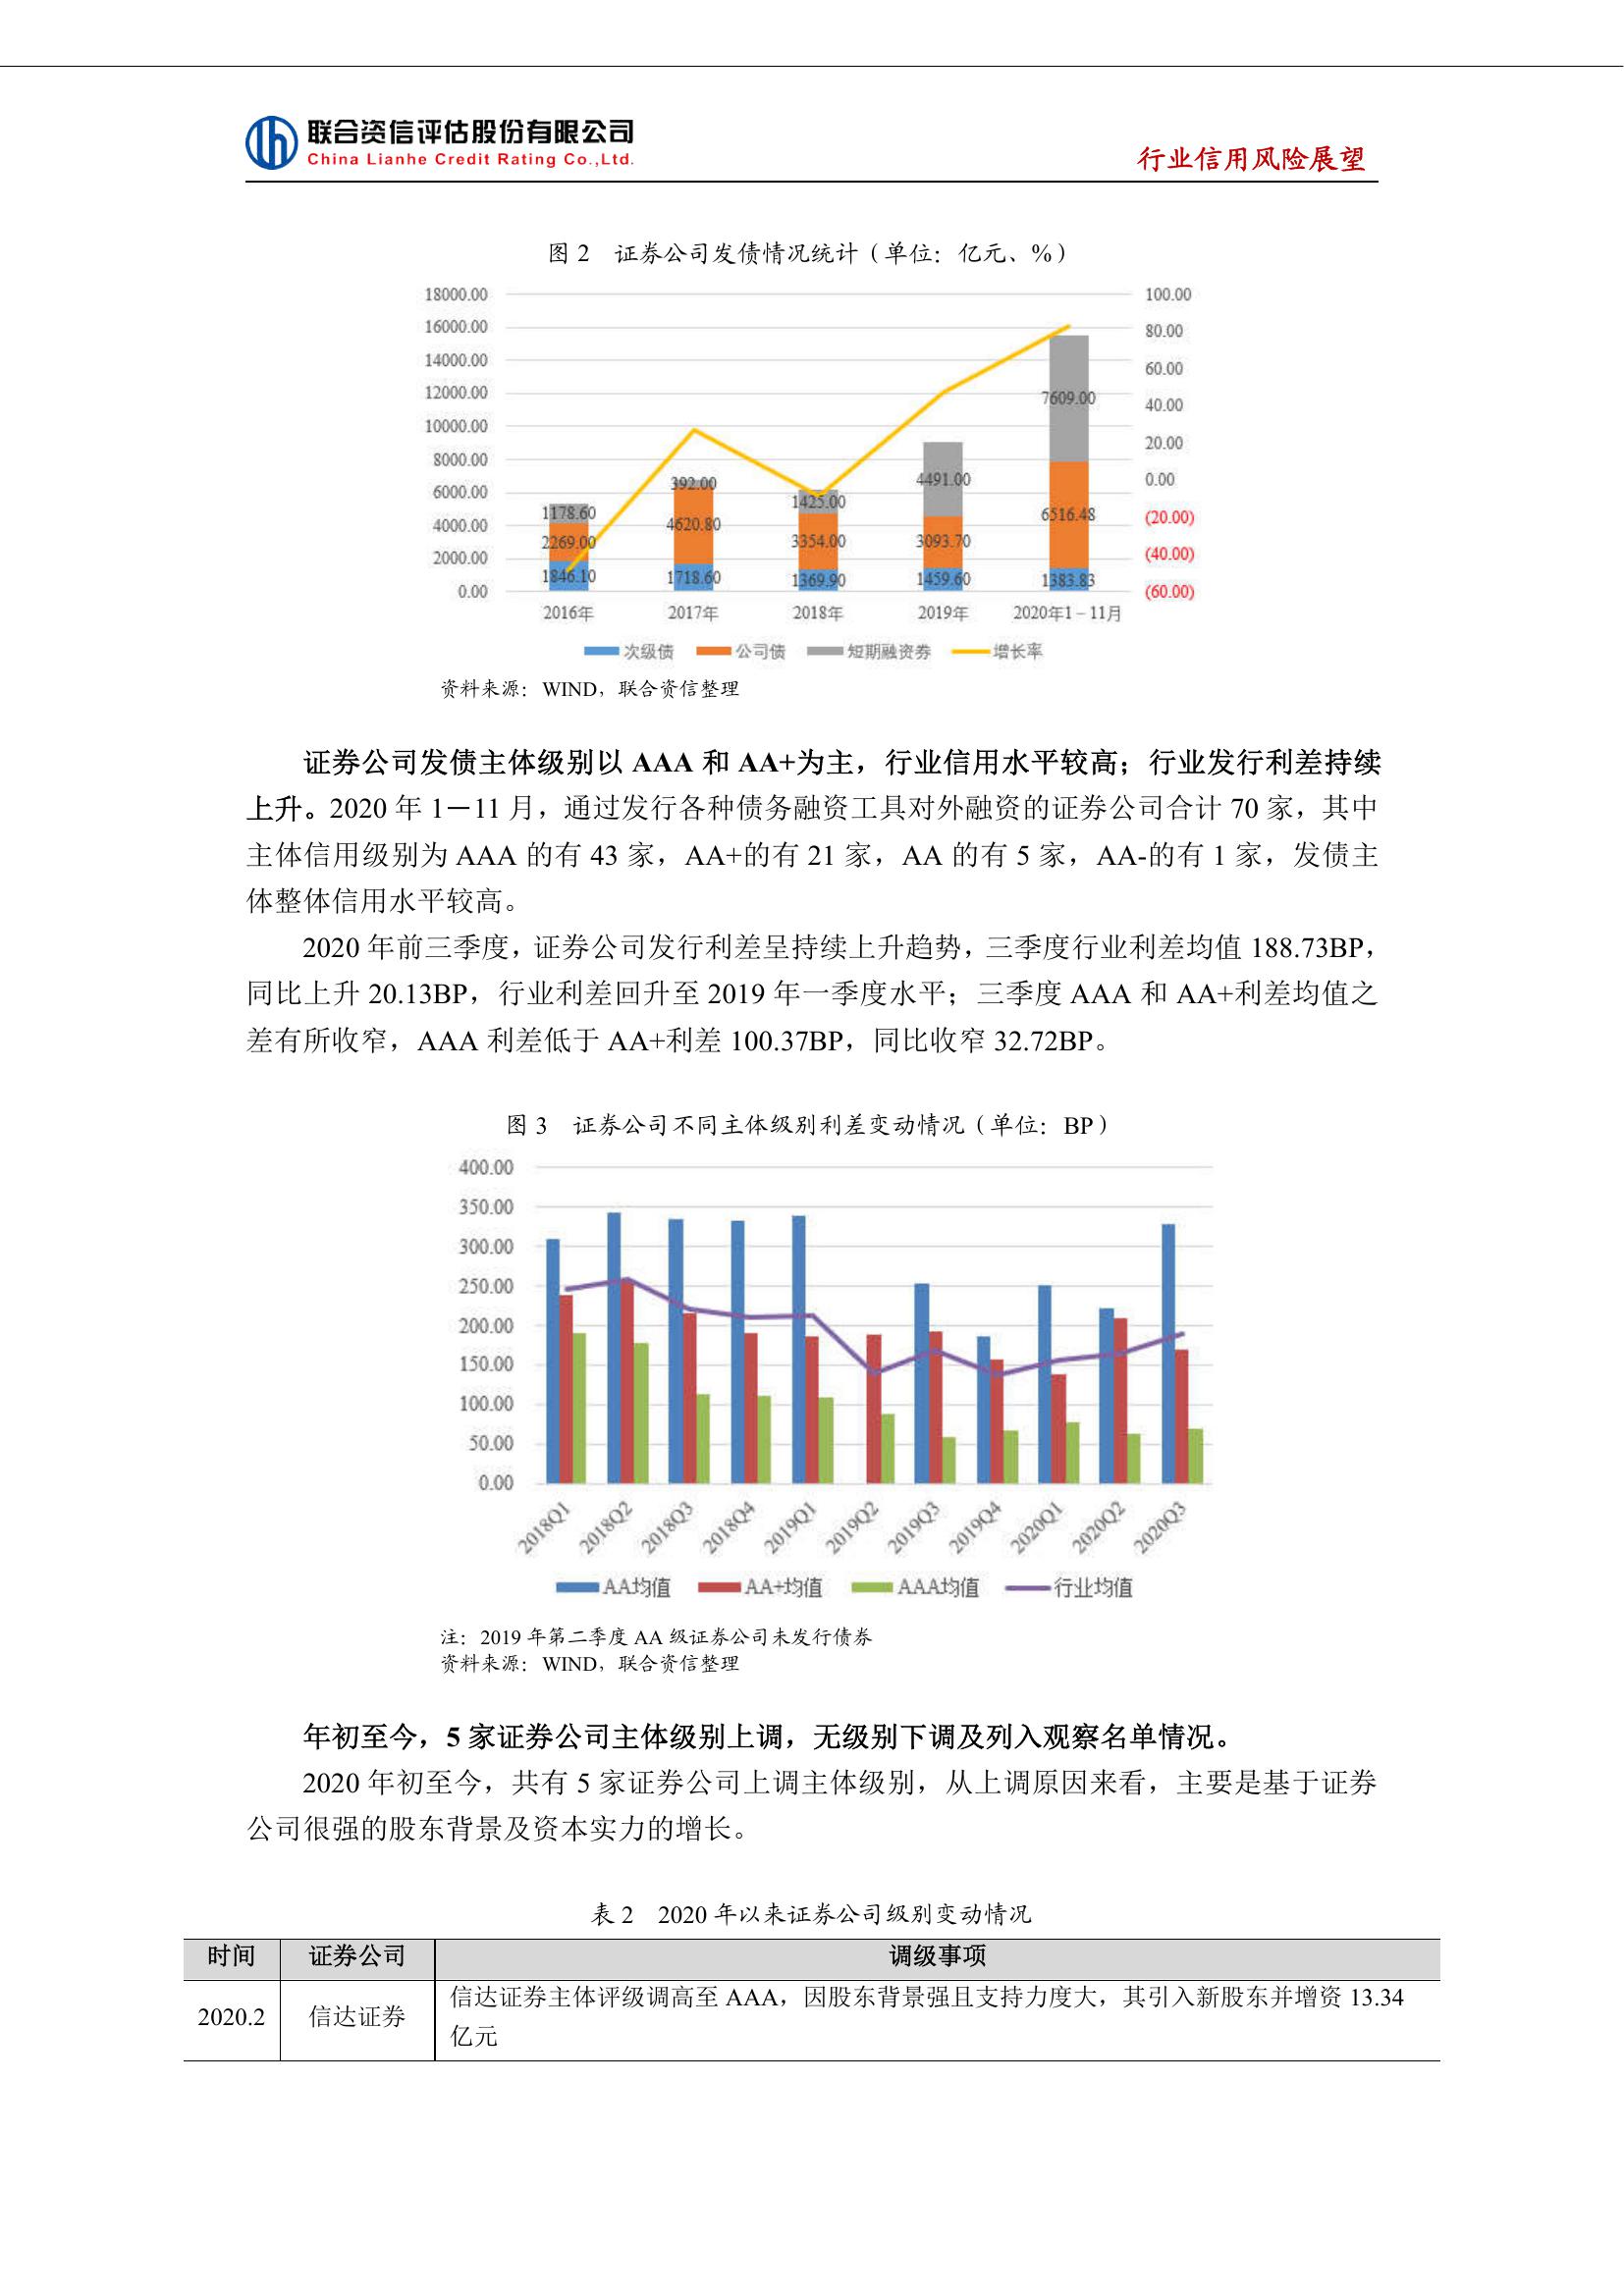 联合资信评估股份有限公司
China Lianhe Credit Rating Co.,Ltd.
行业信用风险展望
图 2 证券公司发债情况统计（单位：亿元、%）
18000.00
16000.00
14000.00
12000.00
10000.00
8000.00
6000.00
4000.00
2000.00
0.00
100.00
80.00
60.00
40.00
20.00
0.00
(20.00)
(40.00)
(60.00)
1178.60
2269.00
1846.10
392.00
4620.80
1718.60
1425.00
3354.00
1369.90
4491.00
3093.70
1459.60
7609.00
6516.48
1383.83
2016年 2017年 2018年 2019年 2020年1－11月
次级债 公司债 短期融资券 增长率
资料来源：WIND，联合资信整理
证券公司发债主体级别以 AAA 和 AA+为主，行业信用水平较高；行业发行利差持续
上升。2020 年 1－11 月，通过发行各种债务融资工具对外融资的证券公司合计 70 家，其中
主体信用级别为 AAA 的有 43 家，AA+的有 21 家，AA 的有 5 家，AA-的有 1 家，发债主
体整体信用水平较高。
2020 年前三季度，证券公司发行利差呈持续上升趋势，三季度行业利差均值 188.73BP，
同比上升 20.13BP，行业利差回升至 2019 年一季度水平；三季度 AAA 和 AA+利差均值之
差有所收窄，AAA 利差低于 AA+利差 100.37BP，同比收窄 32.72BP。
图 3 证券公司不同主体级别利差变动情况（单位：BP）
400.00
350.00
300.00
250.00
200.00
150.00
100.00
50.00
0.00
2018Q1 2018Q2 2018Q3 2018Q4 2019Q1 2019Q2 2019Q3 2019Q4 2020Q1 2020Q2 2020Q3
AA均值 AA+均值 AAA均值 行业均值
注：2019 年第二季度 AA 级证券公司未发行债券
资料来源：WIND，联合资信整理
年初至今，5 家证券公司主体级别上调，无级别下调及列入观察名单情况。
2020 年初至今，共有 5 家证券公司上调主体级别，从上调原因来看，主要是基于证券
公司很强的股东背景及资本实力的增长。
表 2 2020 年以来证券公司级别变动情况
时间 证券公司 调级事项
2020.2 信达证券 信达证券主体评级调高至 AAA，因股东背景强且支持力度大，其引入新股东并增资 13.34
亿元